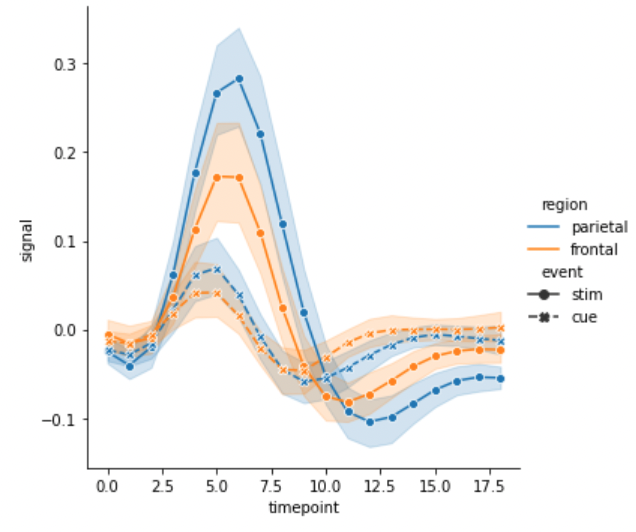 0.3
0.2
0.1
0.0
−0.1
signal
0.0 2.5 5.0 7.5 10.0 12.5 15.0 17.5
timepoint
region
parietal
frontal
event
stim
cue